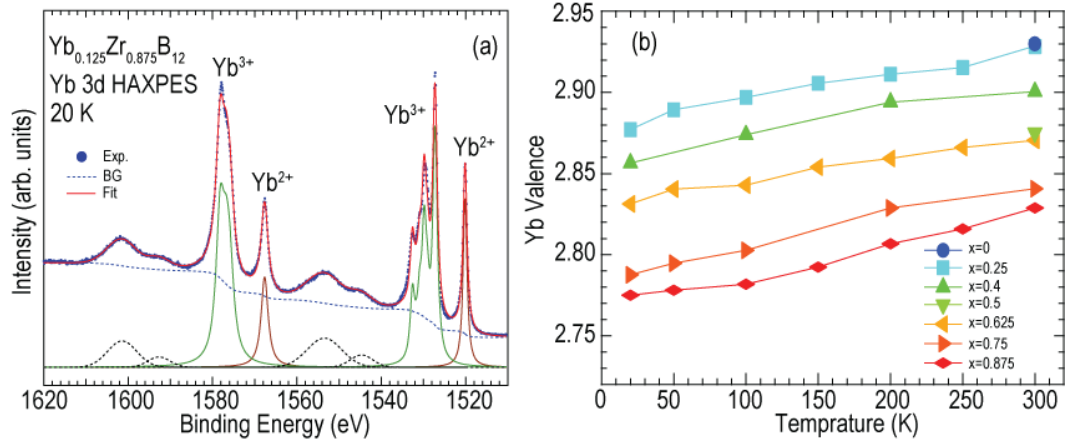 (a)
Yb0.125Zr0.875B12
Yb 3d HAXPES
20 K
Exp.
BG
Fit
Yb3+
Yb2+
Yb3+
Yb2+
Intensity (arb. units)
1620 1600 1580 1560 1540 1520
Binding Energy (eV)
(b)
2.95
2.90
2.85
2.80
2.75
Yb Valence
x=0
x=0.25
x=0.4
x=0.5
x=0.625
x=0.75
x=0.875
0 50 100 150 200 250 300
Temprature (K)